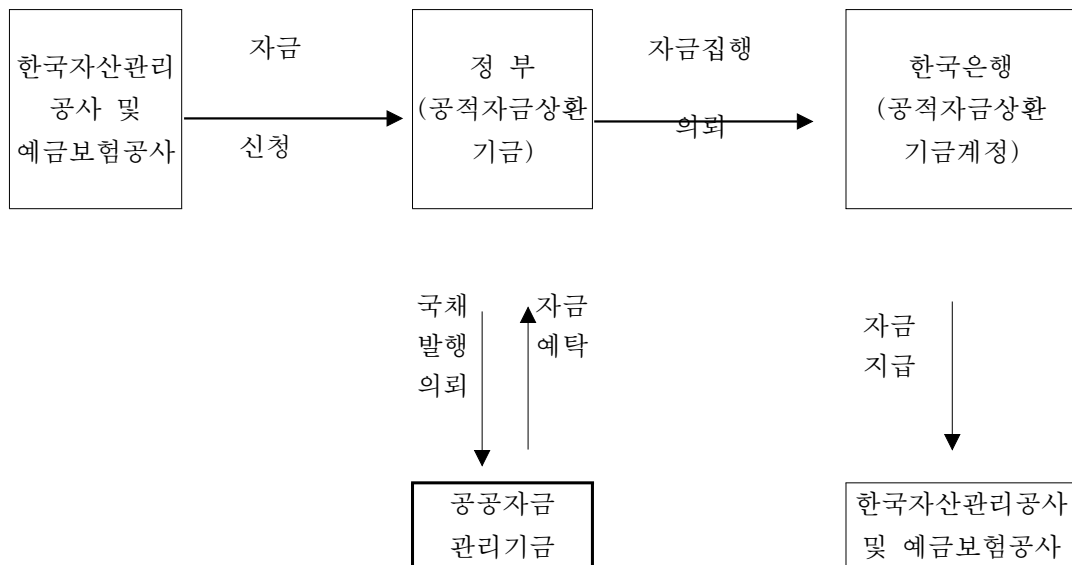 한국자산관리
공사 및
예금보험공사
자금
신청
정 부
(공적자금상환
기금)
자금집행
의뢰
한국은행
(공적자금상환
기금계정)
국채
발행
의뢰
자금
예탁
자금
지급
공공자금
관리기금
한국자산관리공사
및 예금보험공사